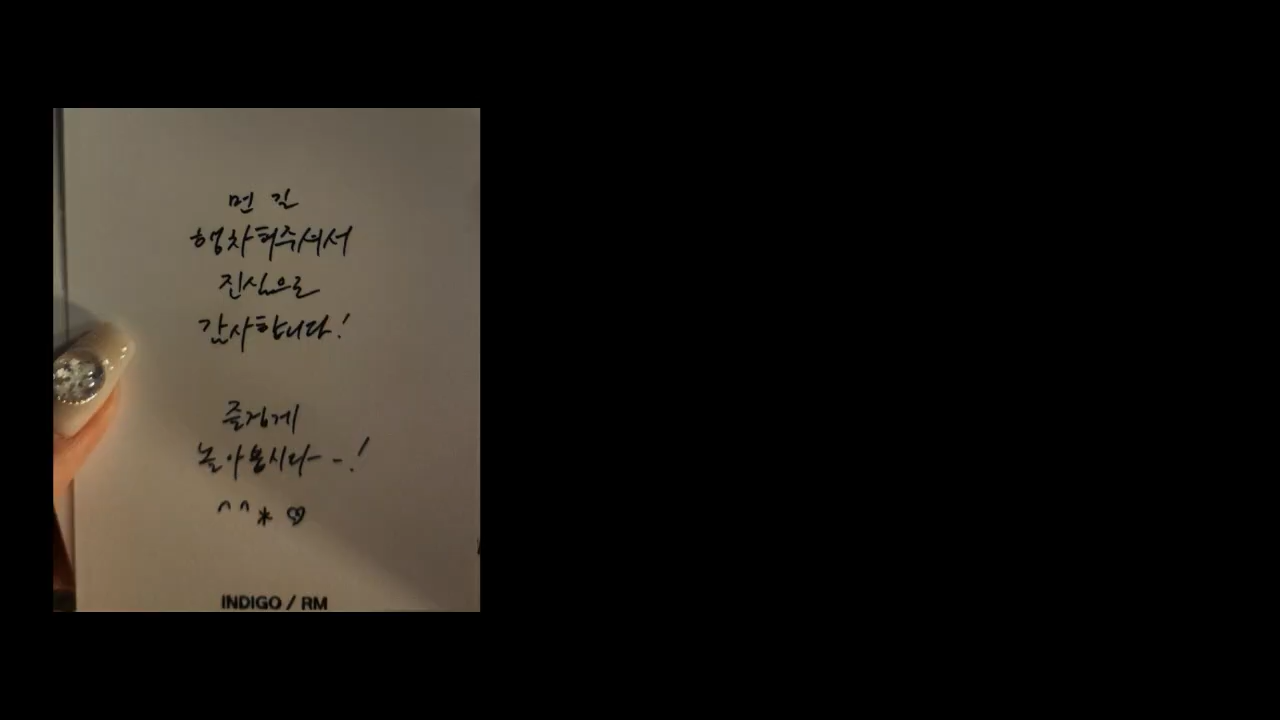 먼 길
행차해주셔서
진심으로
감사합니다!
즐겁게
놀아봅시다--!
^^* ♡
INDIGO / RM